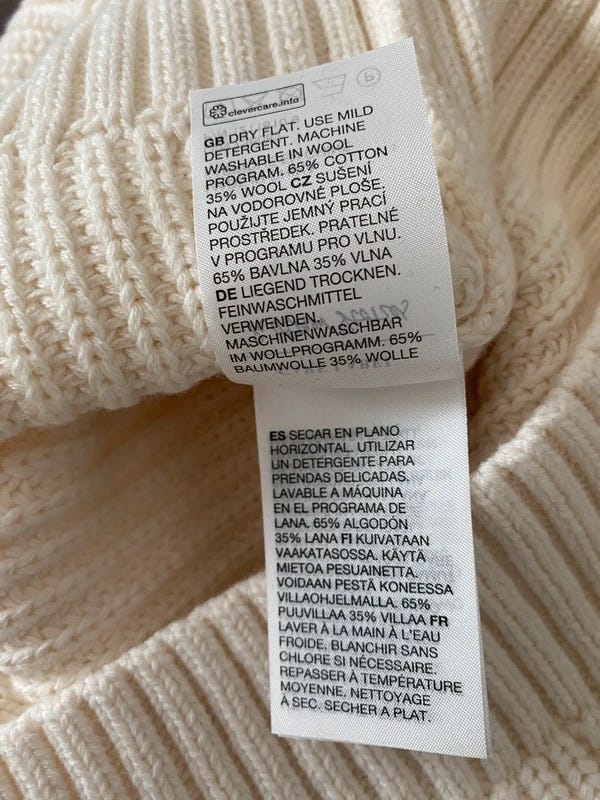 clevercare.info
GB DRY FLAT. USE MILD
DETERGENT. MACHINE
WASHABLE IN WOOL
PROGRAM. 65% COTTON
35% WOOL CZ SUŠENÍ
NA VODOROVNÉ PLOŠE.
POUŽIJTE JEMNÝ PRACÍ
PROSTŘEDEK. PRATELNÉ
V PROGRAMU PRO VLNU.
65% BAVLNA 35% VLNA
DE LIEGEND TROCKNEN.
FEINWASCHMITTEL
VERWENDEN.
MASCHINENWASCHBAR
IM WOLLPROGRAMM. 65%
BAUMWOLLE 35% WOLLE
ES SECAR EN PLANO
HORIZONTAL. UTILIZAR
UN DETERGENTE PARA
PRENDAS DELICADAS,
LAVABLE A MÁQUINA
EN EL PROGRAMA DE
LANA. 65% ALGODÓN
35% LANA FI KUIVATAAN
VAAKATASOSSA. KÄYTÄ
MIETOA PESUAINETTA.
VOIDAAN PESTÄ KONEESSA
VILLAOHJELMALLA. 65%
PUUVILLAA 35% VILLAA FR
LAVER À LA MAIN À L'EAU
FROIDE. BLANCHIR SANS
CHLORE SI NÉCESSAIRE.
REPASSER À TEMPÉRATURE
MOYENNE. NETTOYAGE
À SEC. SECHER A PLAT.